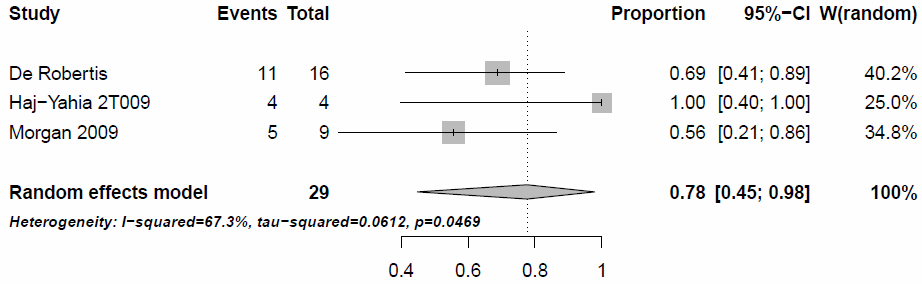 Study Events Total Proportion 95%−CI W(random)
De Robertis 11 16 0.69 [0.41; 0.89] 40.2%
Haj−Yahia 2T009 4 4 1.00 [0.40; 1.00] 25.0%
Morgan 2009 5 9 0.56 [0.21; 0.86] 34.8%
Random effects model 29 0.78 [0.45; 0.98] 100%
Heterogeneity: I−squared=67.3%, tau−squared=0.0612, p=0.0469
0.4 0.6 0.8 1